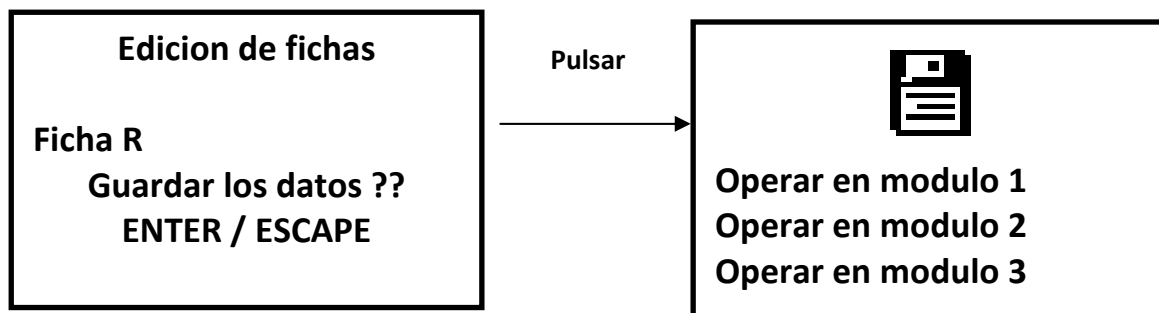 Edicion de fichas
Ficha R
Guardar los datos ??
ENTER / ESCAPE
Pulsar
Operar en modulo 1
Operar en modulo 2
Operar en modulo 3